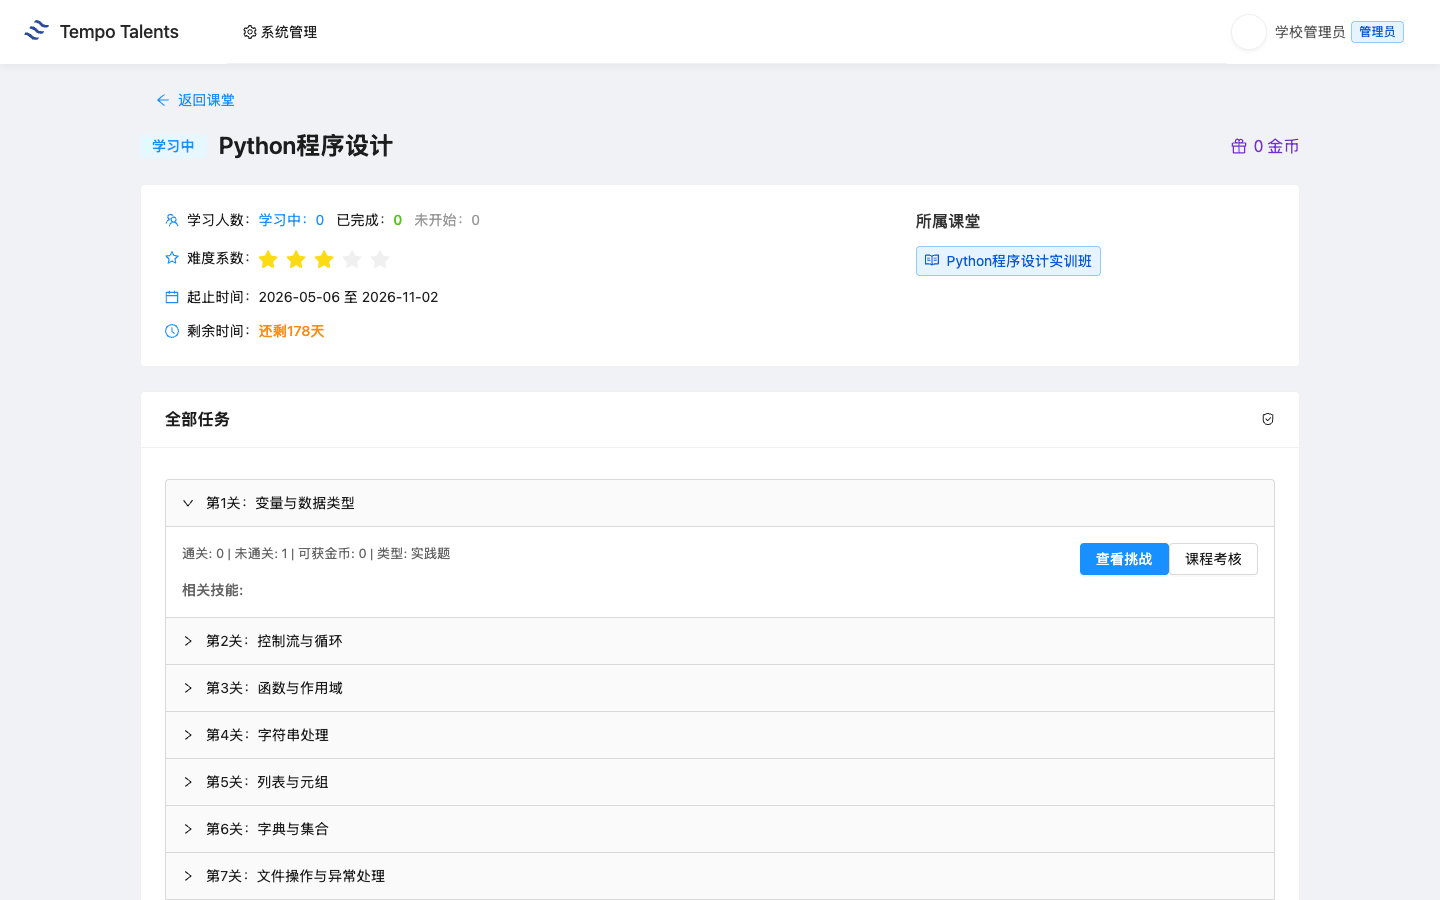 Tempo Talents
系统管理
学校管理员 管理员
返回课堂
学习中 Python程序设计
0 金币
学习人数： 学习中：0 已完成：0 未开始：0
难度系数：
起止时间： 2026-05-06 至 2026-11-02
剩余时间： 还剩178天
所属课堂
Python程序设计实训班
全部任务
第1关：变量与数据类型
通关: 0 | 未通关: 1 | 可获金币: 0 | 类型: 实践题
相关技能:
查看挑战 课程考核
第2关：控制流与循环
第3关：函数与作用域
第4关：字符串处理
第5关：列表与元组
第6关：字典与集合
第7关：文件操作与异常处理